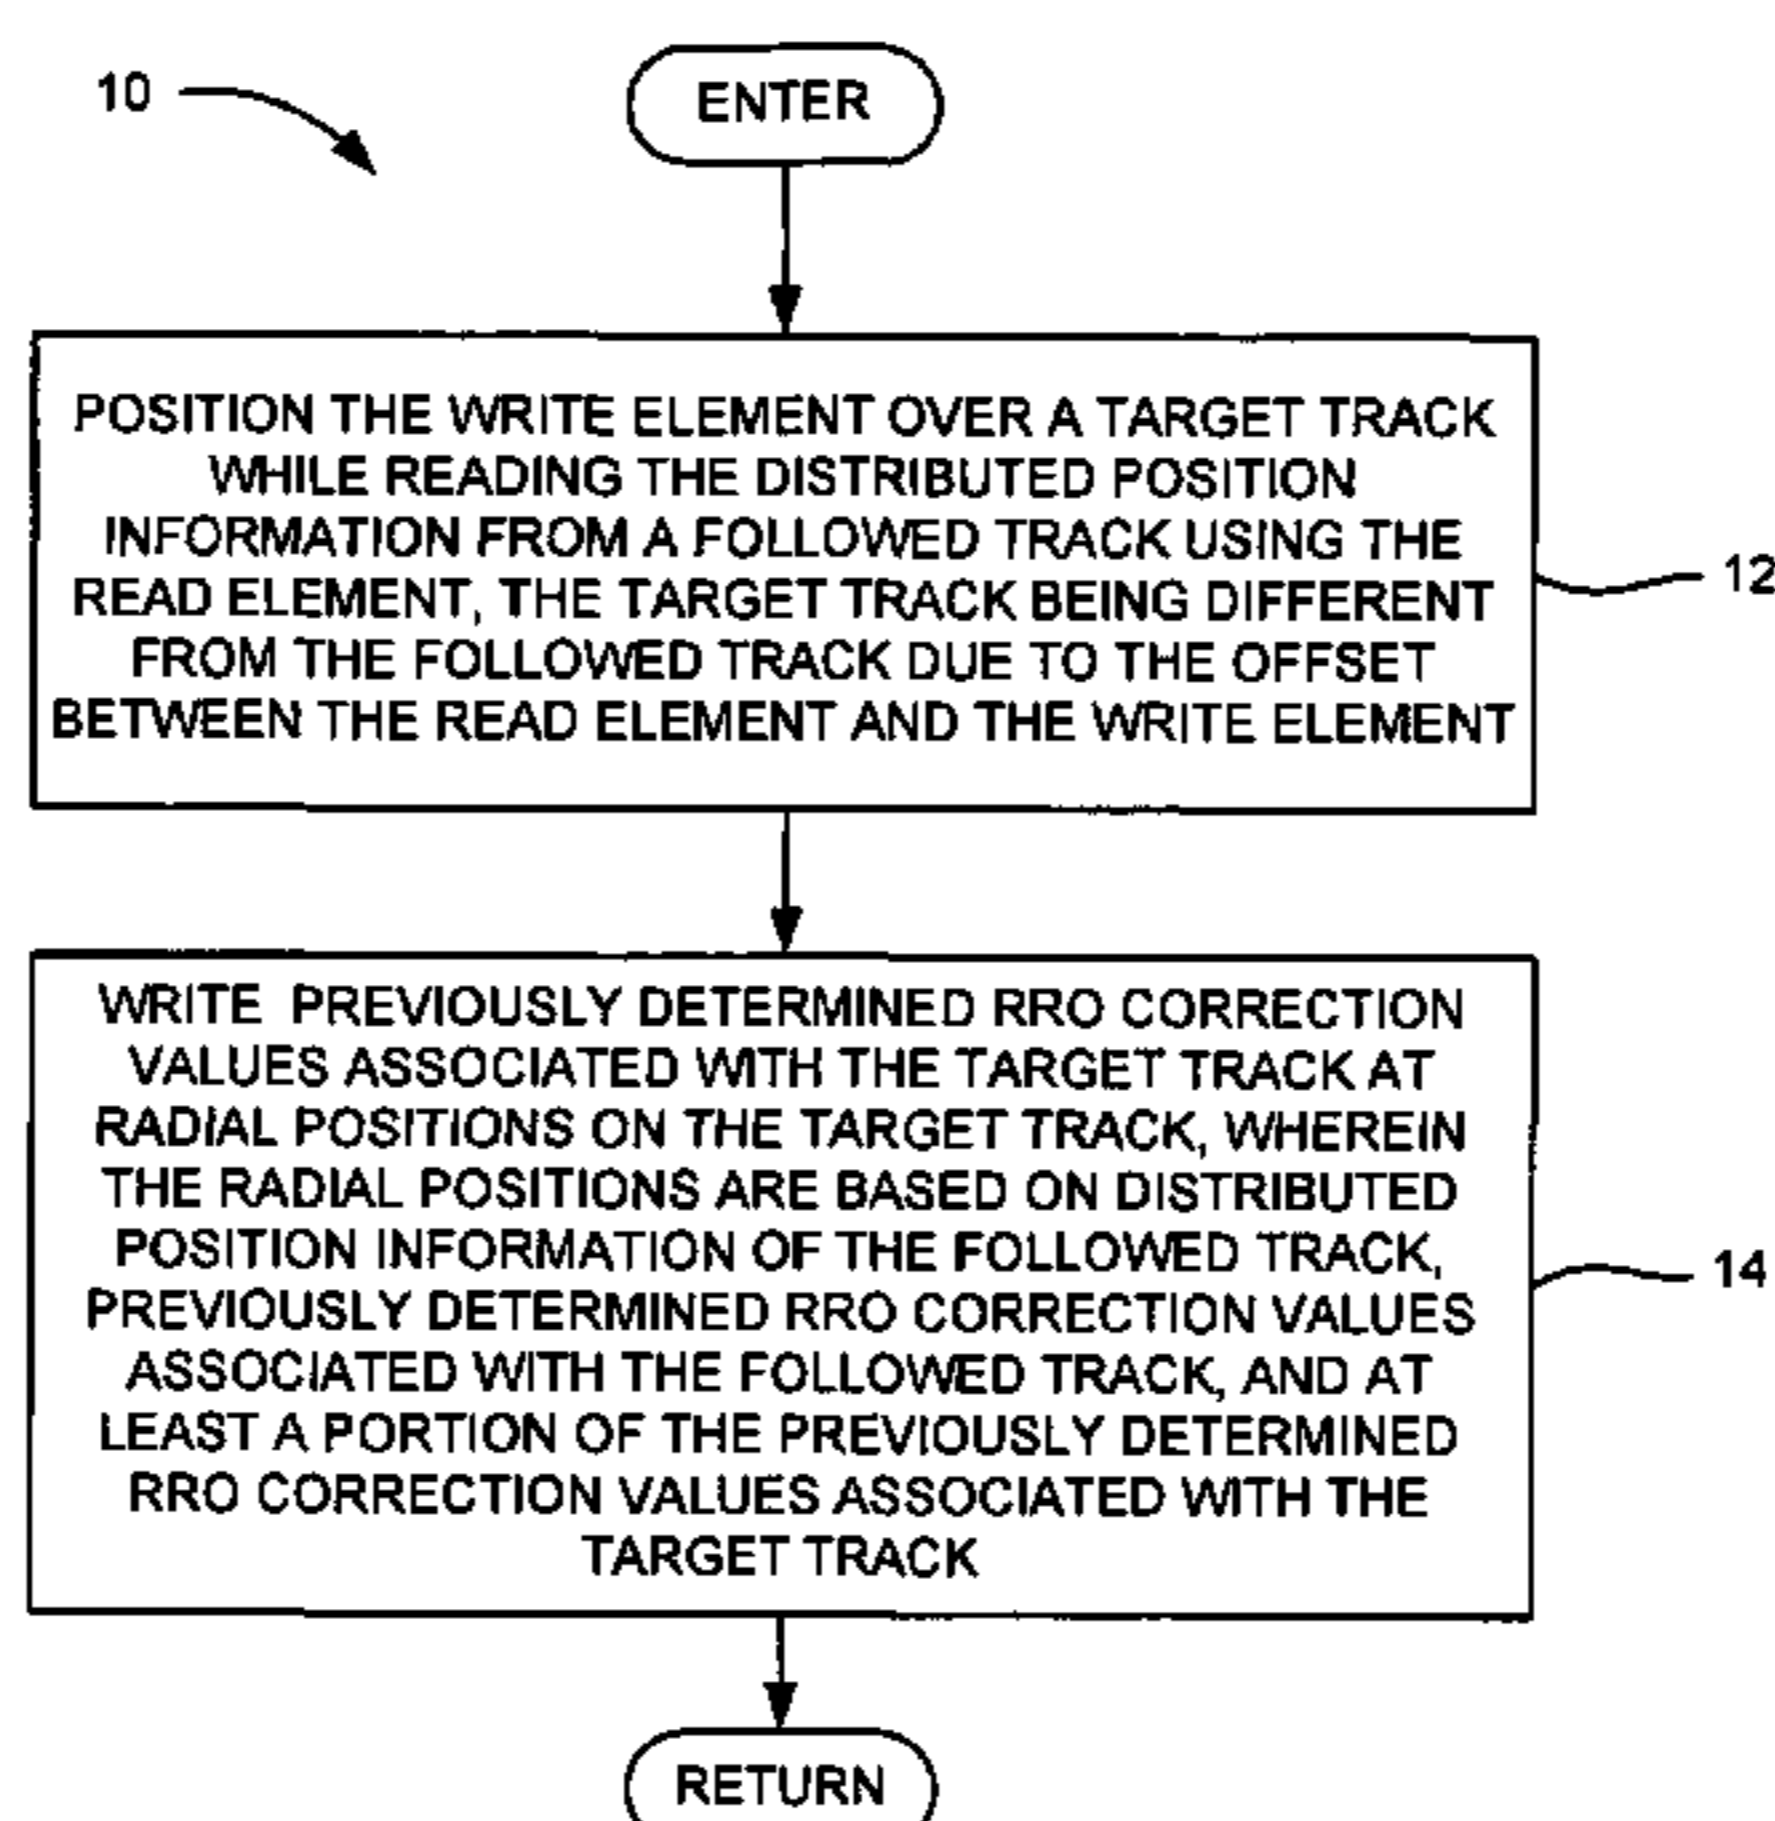 10
ENTER
POSITION THE WRITE ELEMENT OVER A TARGET TRACK
WHILE READING THE DISTRIBUTED POSITION
INFORMATION FROM A FOLLOWED TRACK USING THE
READ ELEMENT, THE TARGET TRACK BEING DIFFERENT
FROM THE FOLLOWED TRACK DUE TO THE OFFSET
BETWEEN THE READ ELEMENT AND THE WRITE ELEMENT
12
WRITE PREVIOUSLY DETERMINED RRO CORRECTION
VALUES ASSOCIATED WITH THE TARGET TRACK AT
RADIAL POSITIONS ON THE TARGET TRACK, WHEREIN
THE RADIAL POSITIONS ARE BASED ON DISTRIBUTED
POSITION INFORMATION OF THE FOLLOWED TRACK,
PREVIOUSLY DETERMINED RRO CORRECTION VALUES
ASSOCIATED WITH THE FOLLOWED TRACK, AND AT
LEAST A PORTION OF THE PREVIOUSLY DETERMINED
RRO CORRECTION VALUES ASSOCIATED WITH THE
TARGET TRACK
14
RETURN